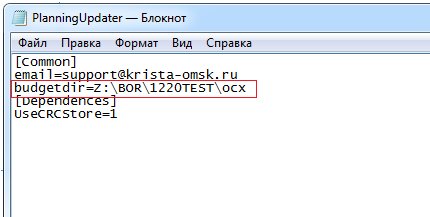 PlanningUpdater — Блокнот
Файл Правка Формат Вид Справка
[Common]
email=support@krista-omsk.ru
budgetdir=Z:\BOR\1220TEST\ocx
[Dependences]
UseCRCStore=1